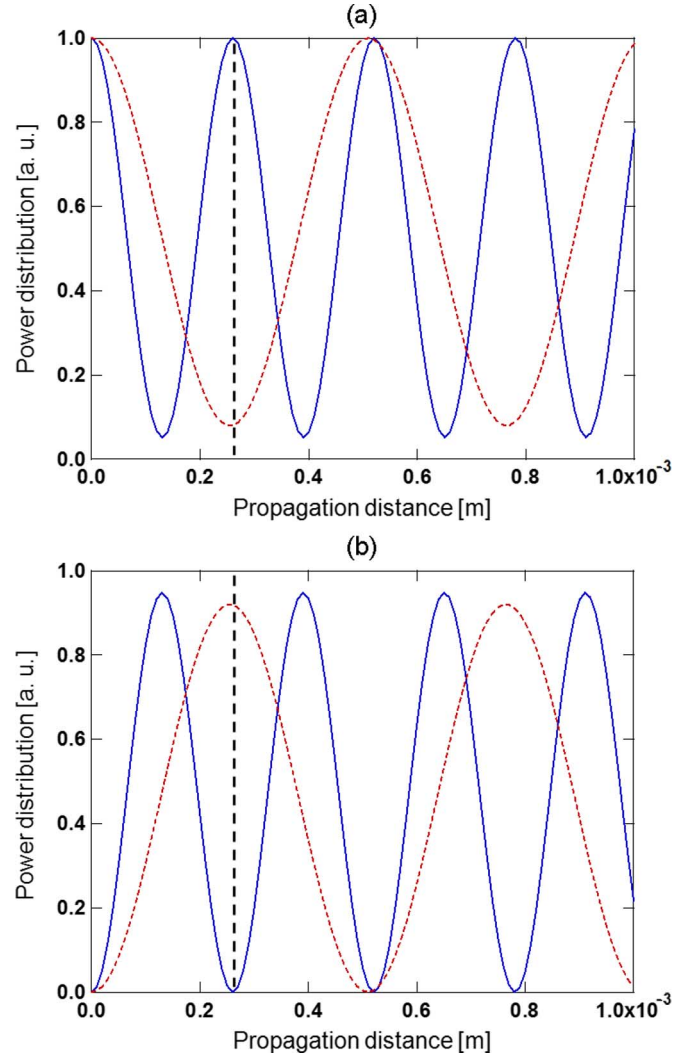 (a)
1.0
0.8
0.6
0.4
0.2
0.0
Power distribution [a. u.]
0.0 0.2 0.4 0.6 0.8 1.0x10⁻³
Propagation distance [m]
(b)
1.0
0.8
0.6
0.4
0.2
0.0
Power distribution [a. u.]
0.0 0.2 0.4 0.6 0.8 1.0x10⁻³
Propagation distance [m]